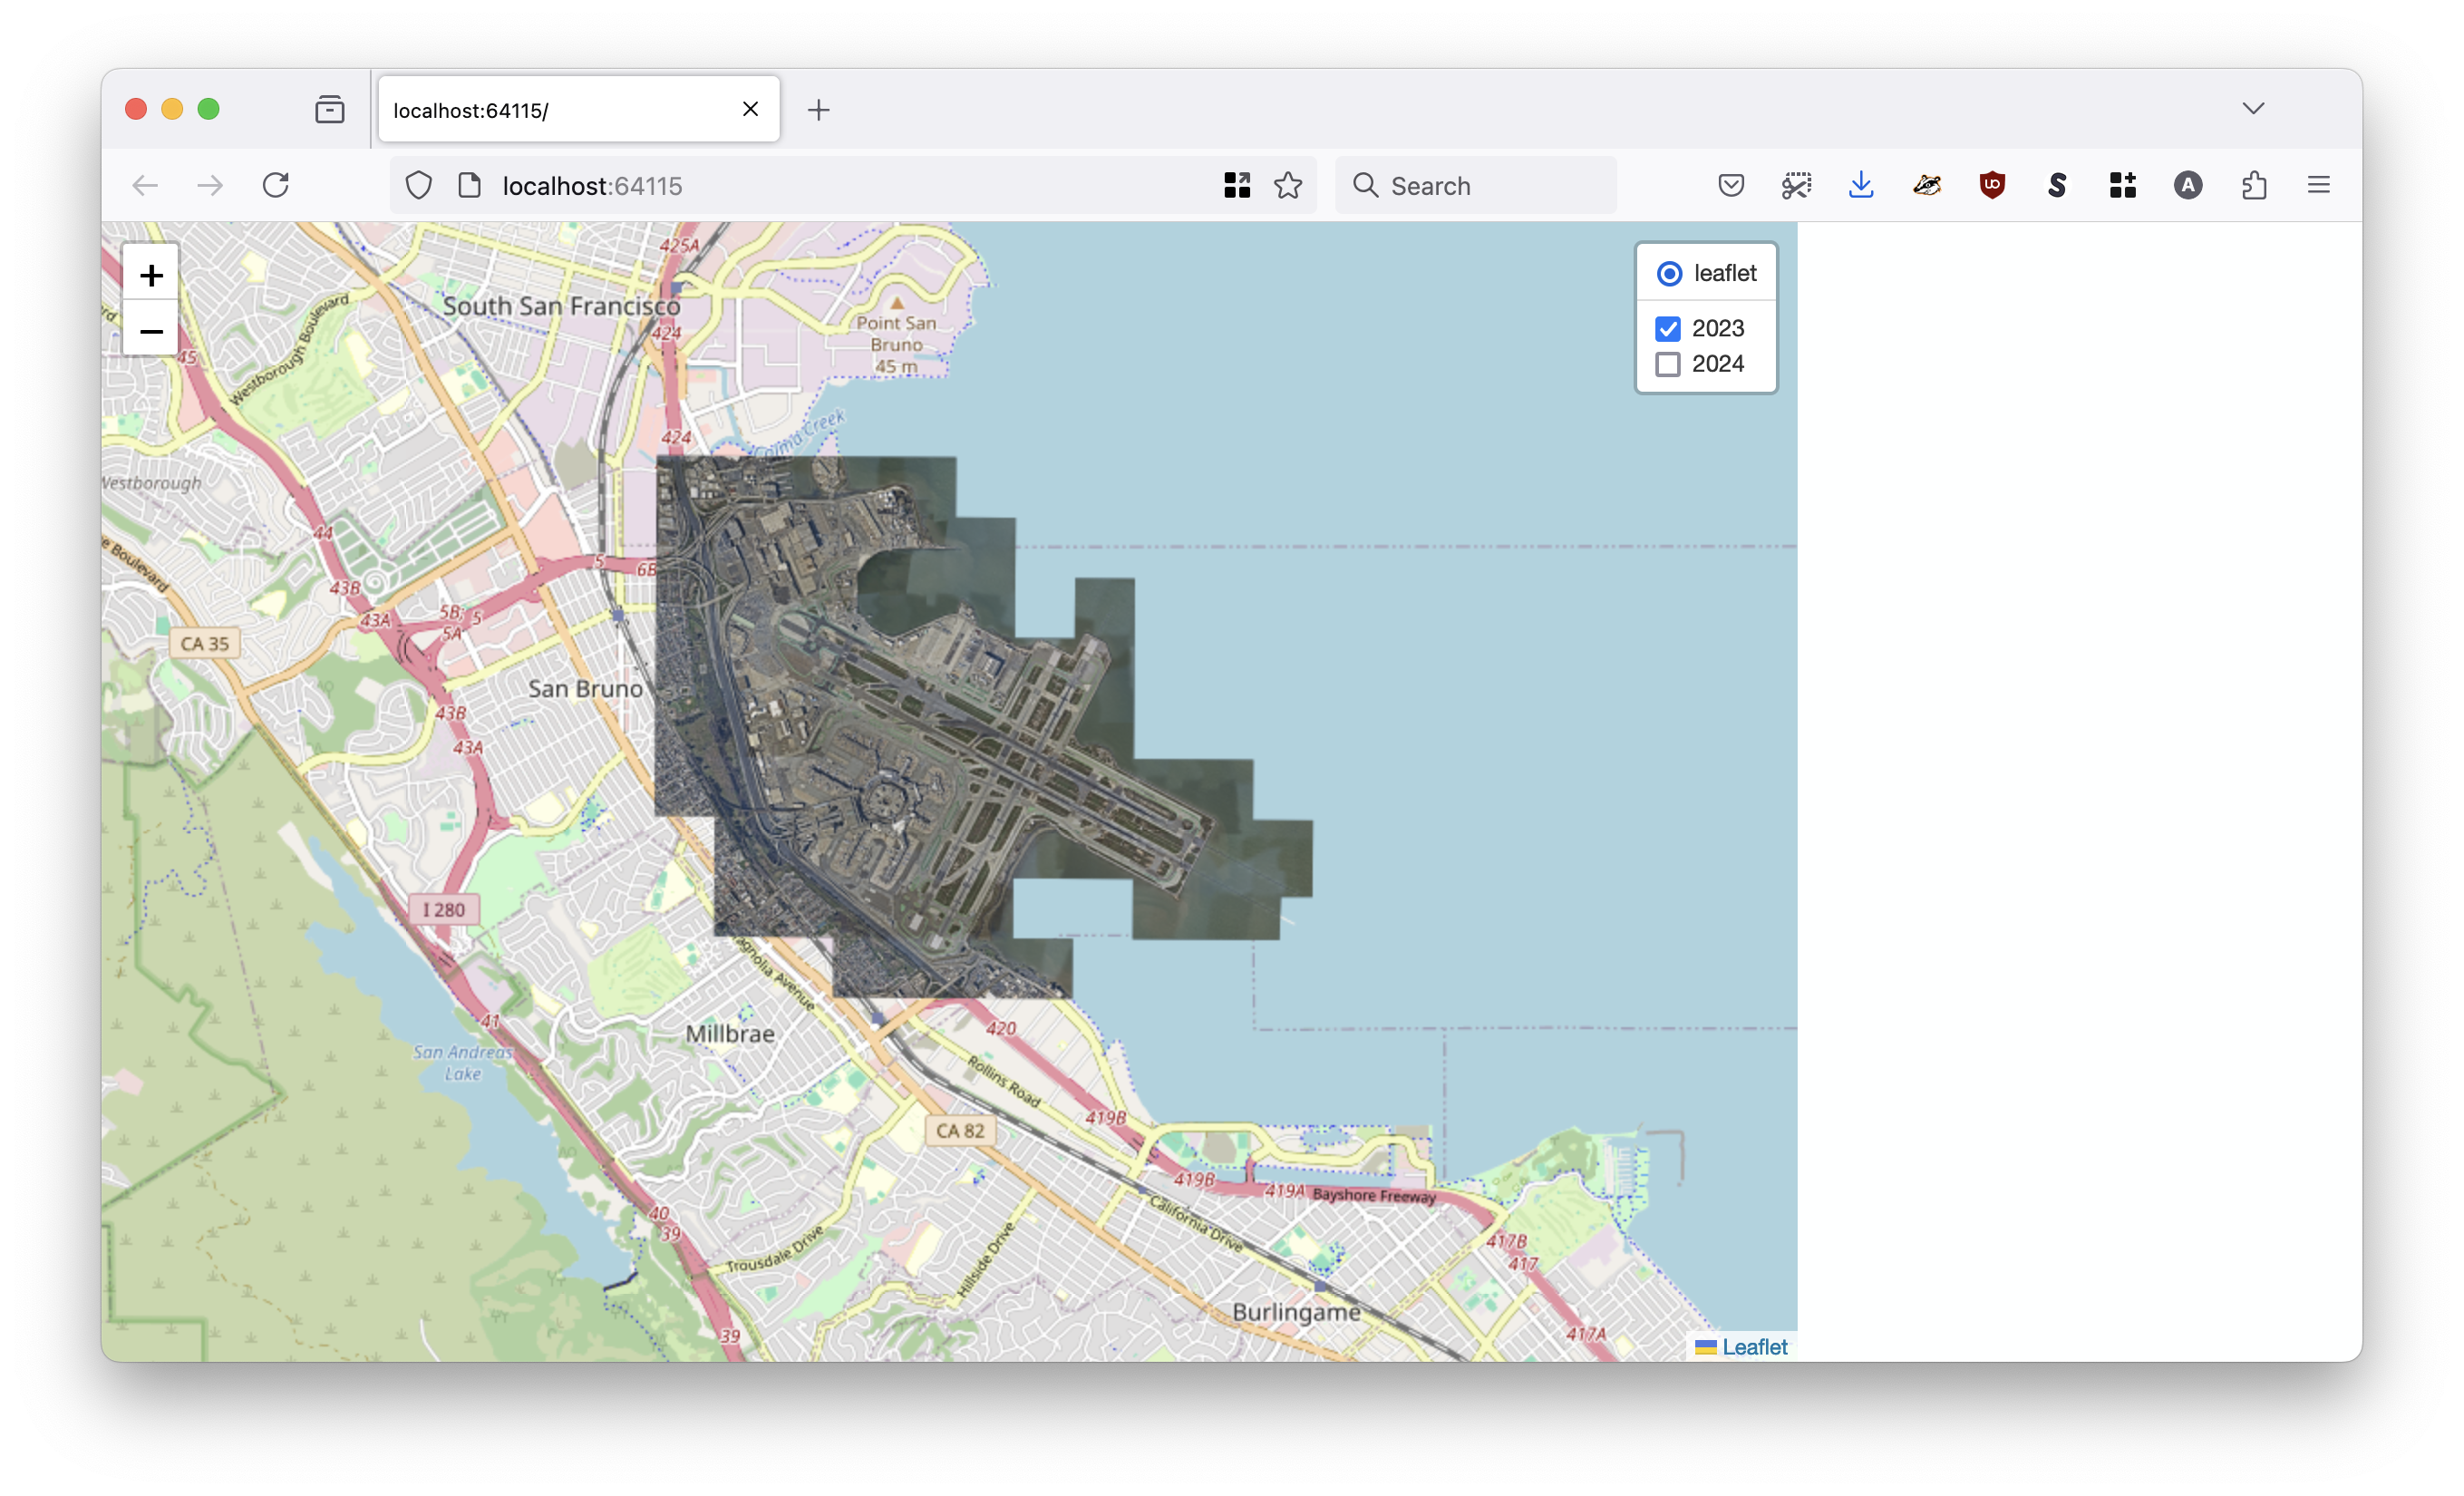 localhost:64115/
localhost:64115
Search
+
−
leaflet
2023
2024
425A
South San Francisco
424
Point San
Bruno
45 m
45
Westborough Boulevard
424
Colma Creek
Westborough
44
5
6B
43B
5B; 5
43A
5A
CA 35
San Bruno
43B
43A
I 280
Magnolia Avenue
41
420
Millbrae
San Andreas
Lake
Rollins Road
419B
CA 82
419B
419A
Bayshore Freeway
40
39
California Drive
Trousdale Drive
Hillside Drive
417B
417
Burlingame
39
417A
Leaflet